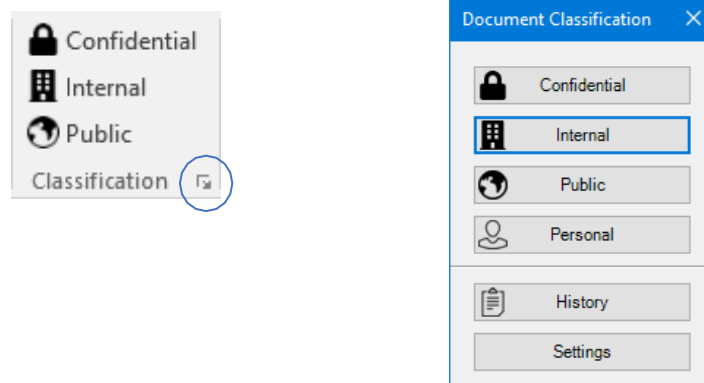 Confidential
Internal
Public
Classification
Document Classification
Confidential
Internal
Public
Personal
History
Settings